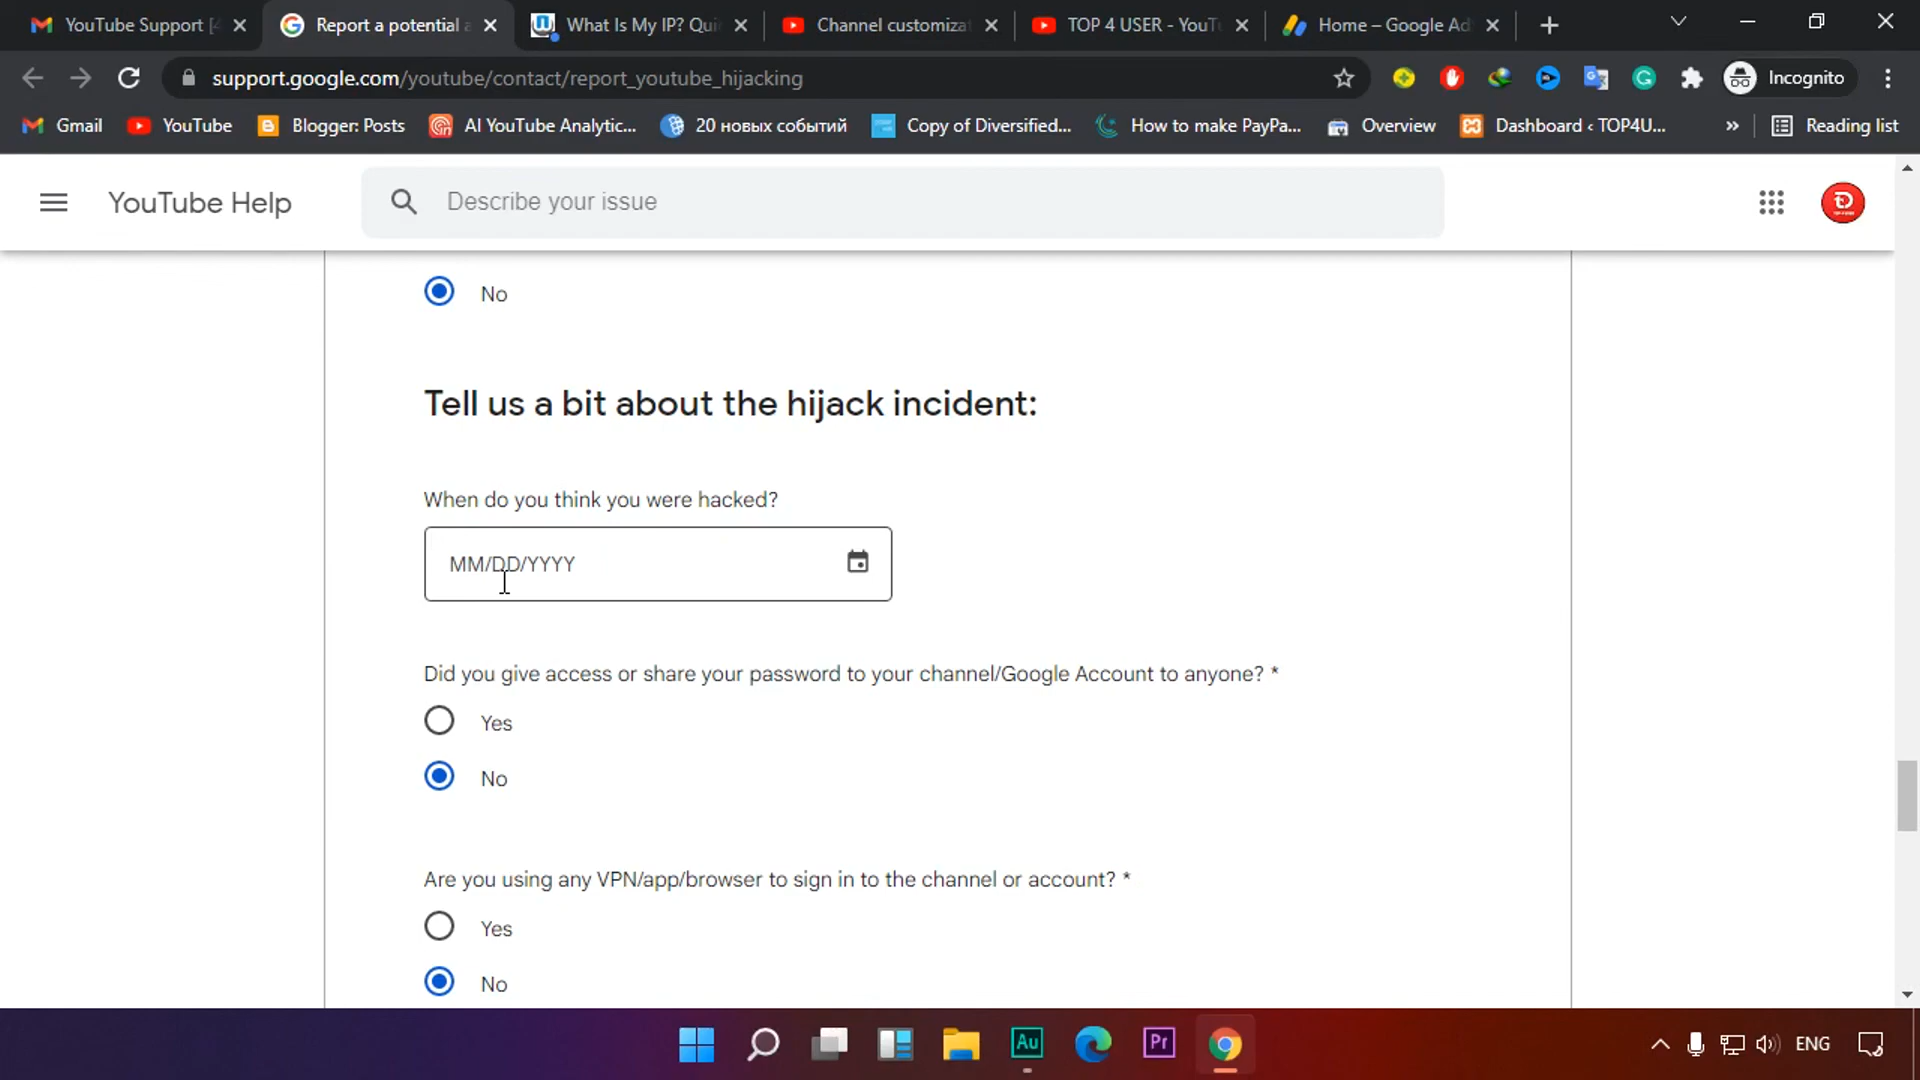 YouTube Support [4
Report a potential a
What Is My IP? Qui
Channel customizat
TOP 4 USER - YouTu
Home – Google Ad
support.google.com/youtube/contact/report_youtube_hijacking
Incognito
Gmail
YouTube
Blogger: Posts
AI YouTube Analytic...
20 новых событий
Copy of Diversified...
How to make PayPa...
Overview
Dashboard ‹ TOP4U...
»
Reading list
YouTube Help
Describe your issue
No
Tell us a bit about the hijack incident:
When do you think you were hacked?
MM/DD/YYYY
Did you give access or share your password to your channel/Google Account to anyone? *
Yes
No
Are you using any VPN/app/browser to sign in to the channel or account? *
Yes
No
Au
Pr
ENG